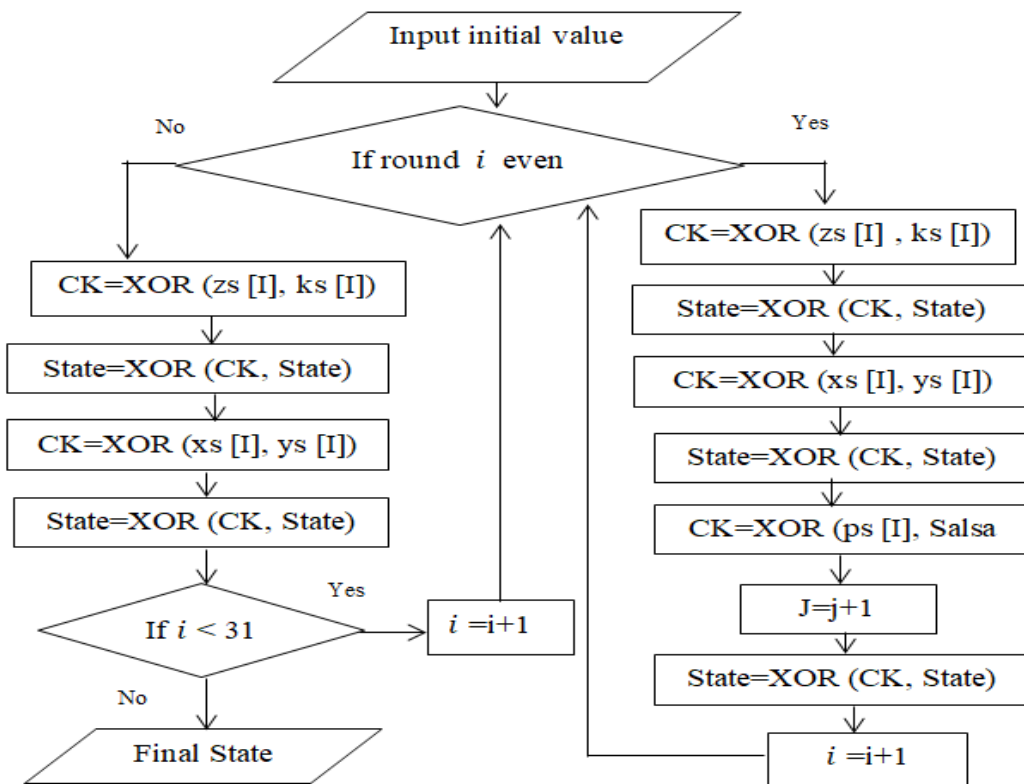 Input initial value
No
Yes
If round i even
CK=XOR (zs [I], ks [I])
State=XOR (CK, State)
CK=XOR (xs [I], ys [I])
State=XOR (CK, State)
If i < 31
Yes
i =i+1
No
Final State
CK=XOR (zs [I] , ks [I])
State=XOR (CK, State)
CK=XOR (xs [I], ys [I])
State=XOR (CK, State)
CK=XOR (ps [I], Salsa
J=j+1
State=XOR (CK, State)
i =i+1